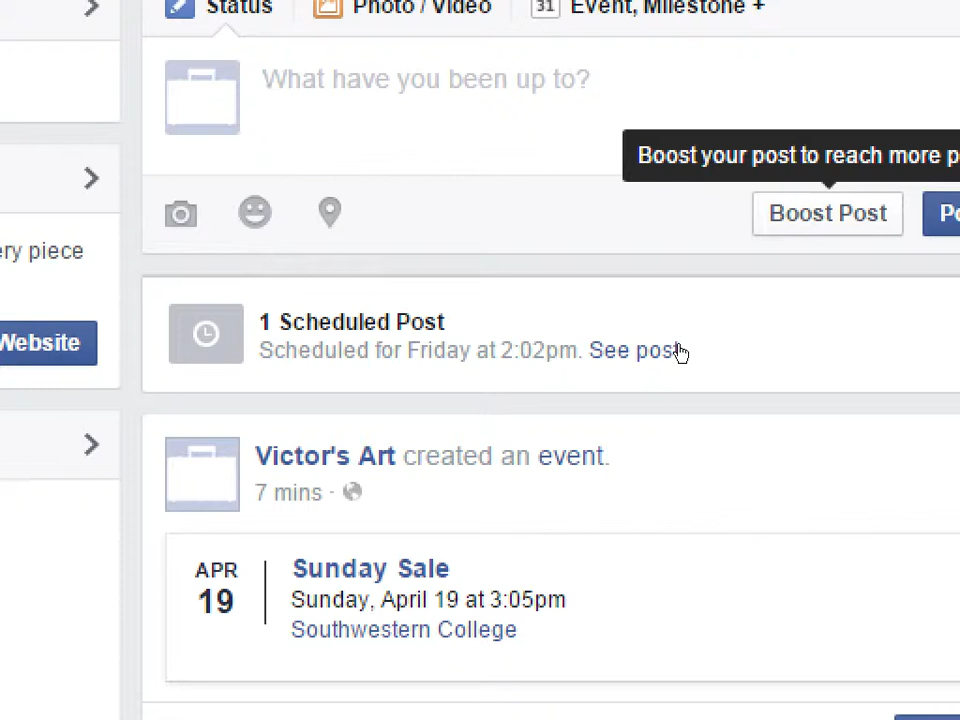 Status
Photo / Video
31
Event, Milestone +
What have you been up to?
Boost your post to reach more
Boost Post
ery piece
Website
1 Scheduled Post
Scheduled for Friday at 2:02pm. See post
Victor's Art created an event.
7 mins ·
APR
19
Sunday Sale
Sunday, April 19 at 3:05pm
Southwestern College